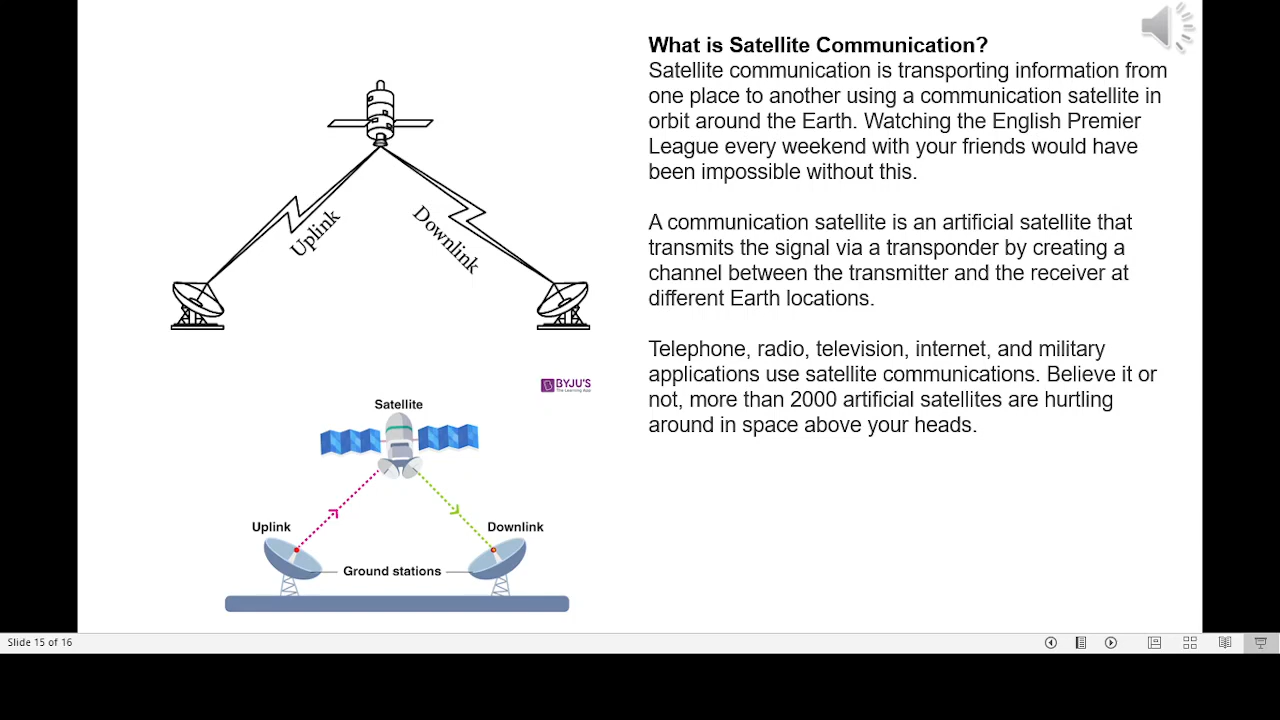 What is Satellite Communication?
Satellite communication is transporting information from
one place to another using a communication satellite in
orbit around the Earth. Watching the English Premier
League every weekend with your friends would have
been impossible without this.
A communication satellite is an artificial satellite that
transmits the signal via a transponder by creating a
channel between the transmitter and the receiver at
different Earth locations.
Telephone, radio, television, internet, and military
applications use satellite communications. Believe it or
not, more than 2000 artificial satellites are hurtling
around in space above your heads.
Uplink
Downlink
BYJU'S
The Learning App
Satellite
Uplink
Downlink
Ground stations
Slide 15 of 16